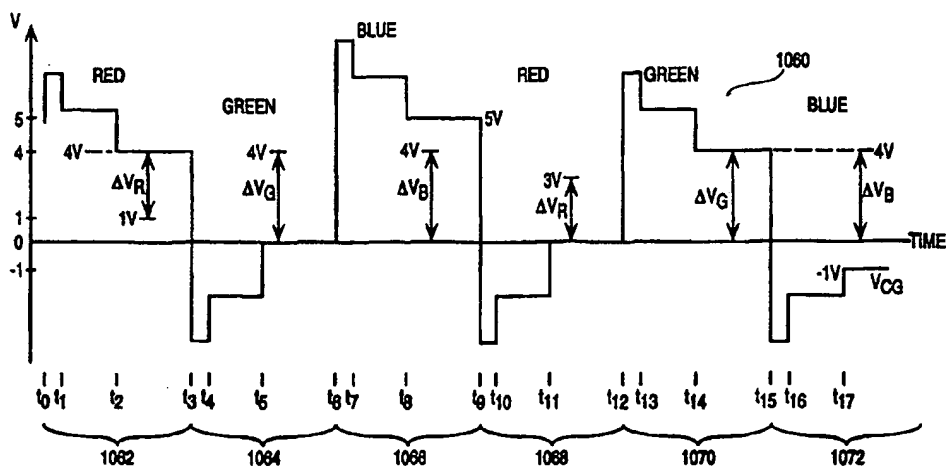 V
BLUE
RED
RED
GREEN
1060
GREEN
BLUE
5
5V
4
4V
4V
4V
4V
ΔVR
ΔVG
ΔVB
3V
ΔVR
ΔVG
ΔVB
1
1V
0
TIME
-1
-1V
VCG
t0 t1 t2 t3 t4 t5 t6 t7 t8 t9 t10 t11 t12 t13 t14 t15 t16 t17
1062 1064 1066 1068 1070 1072